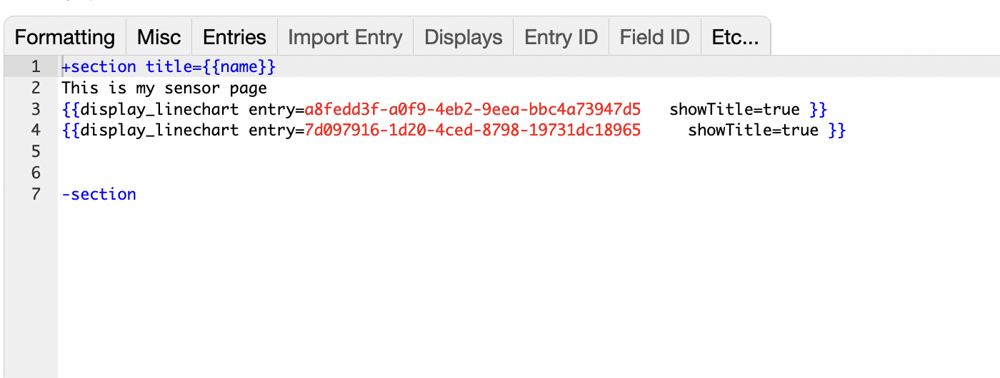 Formatting Misc Entries Import Entry Displays Entry ID Field ID Etc...
1 +section title={{name}}
2 This is my sensor page
3 {{display_linechart entry=a8fedd3f-a0f9-4eb2-9eea-bbc4a73947d5 showTitle=true }}
4 {{display_linechart entry=7d097916-1d20-4ced-8798-19731dc18965 showTitle=true }}
5
6
7 -section